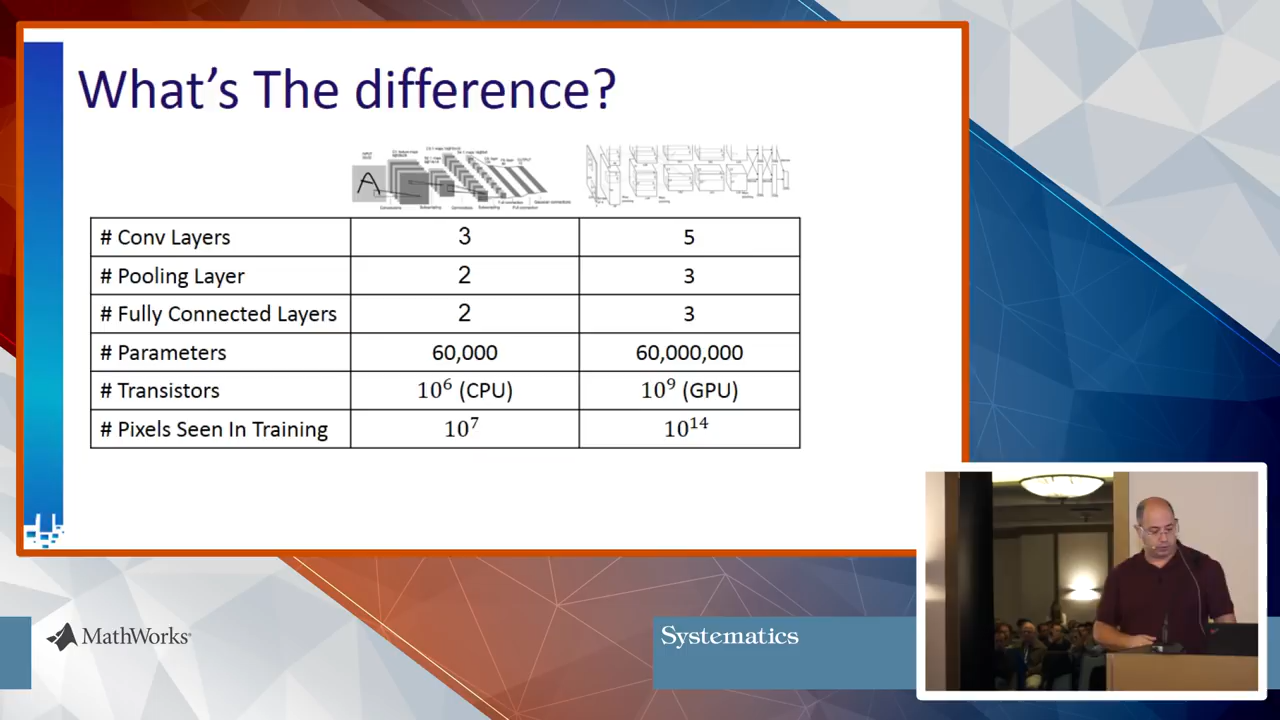 What's The difference?
A
# Conv Layers 3 5
# Pooling Layer 2 3
# Fully Connected Layers 2 3
# Parameters 60,000 60,000,000
# Transistors 10⁶ (CPU) 10⁹ (GPU)
# Pixels Seen In Training 10⁷ 10¹⁴
MathWorks
Systematics